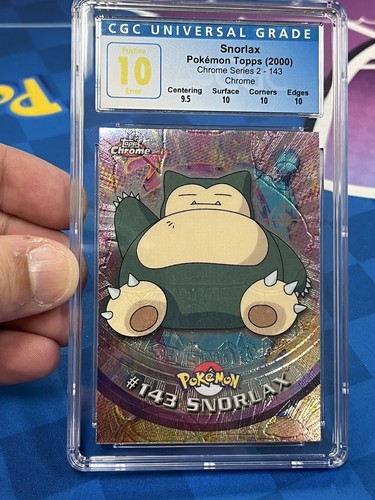 CGC UNIVERSAL GRADE
Pristine
10
Error
Snorlax
Pokémon Topps (2000)
Chrome Series 2 - 143
Chrome
Centering Surface Corners Edges
9.5 10 10 10
Topps
Chrome
POKéMON
#143 SNORLAX